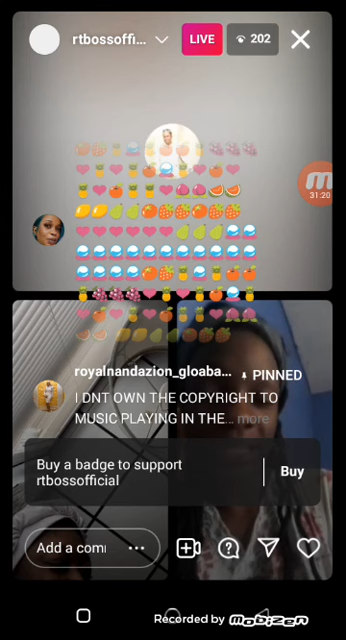 rtbossoffi...
LIVE
202
31:20
royalnandazion_gloaba... PINNED
I DNT OWN THE COPYRIGHT TO
MUSIC PLAYING IN THE... more
Buy a badge to support
rtbossofficial
Buy
Add a com
Recorded by mobizen